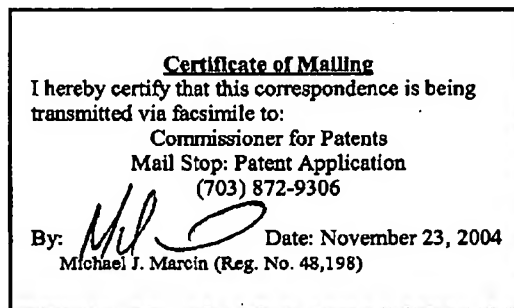 Certificate of Mailing
I hereby certify that this correspondence is being
transmitted via facsimile to:
Commissioner for Patents
Mail Stop: Patent Application
(703) 872-9306
By: Date: November 23, 2004
Michael J. Marcin (Reg. No. 48,198)